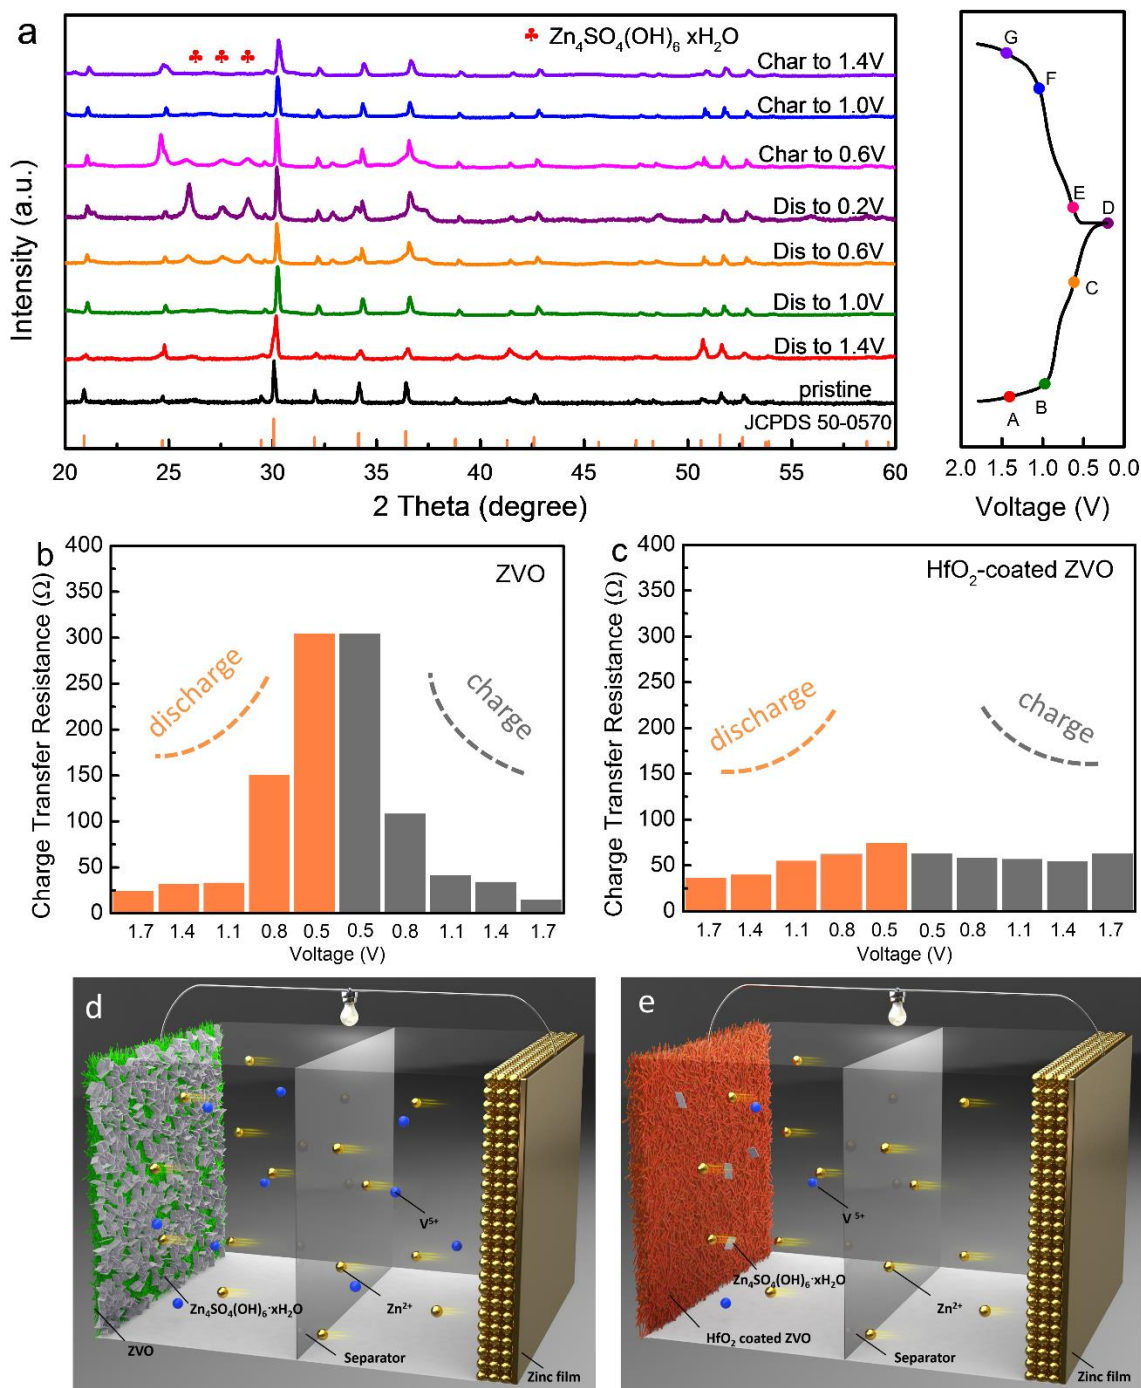 a
♣ Zn₄SO₄(OH)₆ xH₂O
Char to 1.4V
Char to 1.0V
Char to 0.6V
Dis to 0.2V
Dis to 0.6V
Dis to 1.0V
Dis to 1.4V
pristine
JCPDS 50-0570
Intensity (a.u.)
20 25 30 35 40 45 50 55 60
2 Theta (degree)
G
F
E
D
C
B
A
2.0 1.5 1.0 0.5 0.0
Voltage (V)
b
ZVO
Charge Transfer Resistance (Ω)
400
350
300
250
200
150
100
50
0
discharge
charge
1.7 1.4 1.1 0.8 0.5 0.5 0.8 1.1 1.4 1.7
Voltage (V)
c
HfO₂-coated ZVO
Charge Transfer Resistance (Ω)
400
350
300
250
200
150
100
50
0
discharge
charge
1.7 1.4 1.1 0.8 0.5 0.5 0.8 1.1 1.4 1.7
Voltage (V)
d
V⁵⁺
Zn₄SO₄(OH)₆·xH₂O
Zn²⁺
ZVO
Separator
Zinc film
e
V ⁵⁺
Zn₄SO₄(OH)₆·xH₂O
Zn²⁺
HfO₂ coated ZVO
Separator
Zinc film